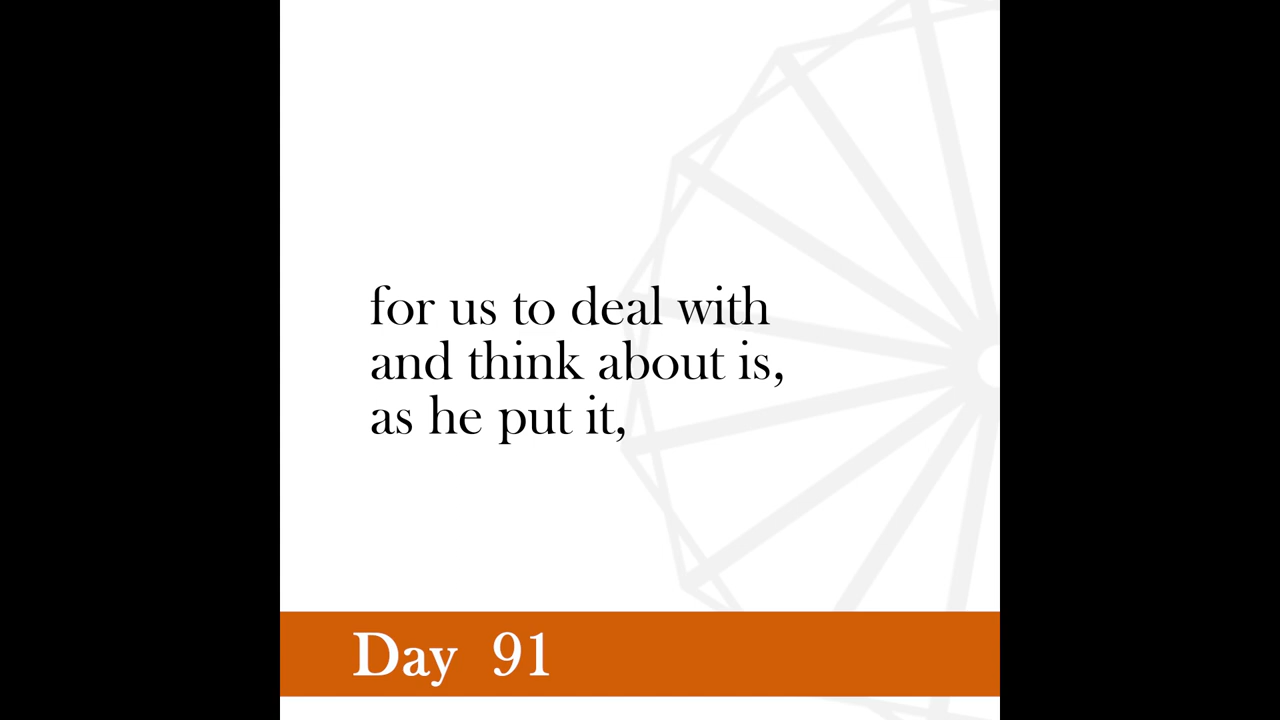 for us to deal with
and think about is,
as he put it,
Day 91